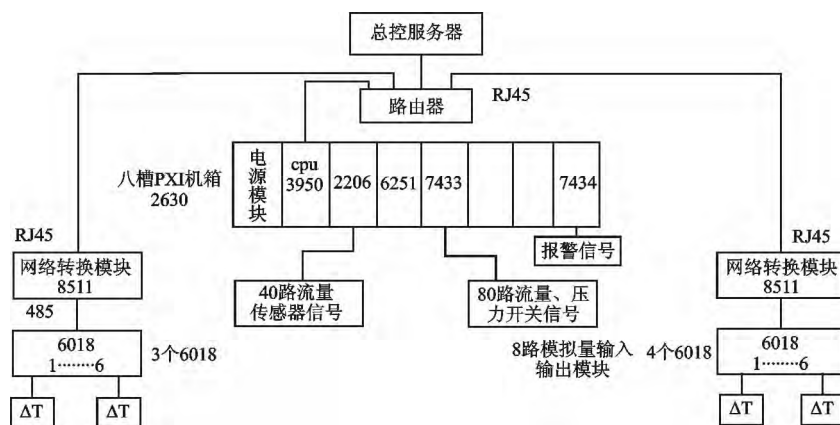 总控服务器
路由器
RJ45
八槽PXI机箱
2630
电源模块
cpu
3950
2206
6251
7433
7434
报警信号
40路流量
传感器信号
80路流量、压
力开关信号
RJ45
网络转换模块
8511
485
6018
1········6
3个6018
ΔT
ΔT
RJ45
网络转换模块
8511
8路模拟量输入
输出模块
4个6018
6018
1········6
ΔT
ΔT